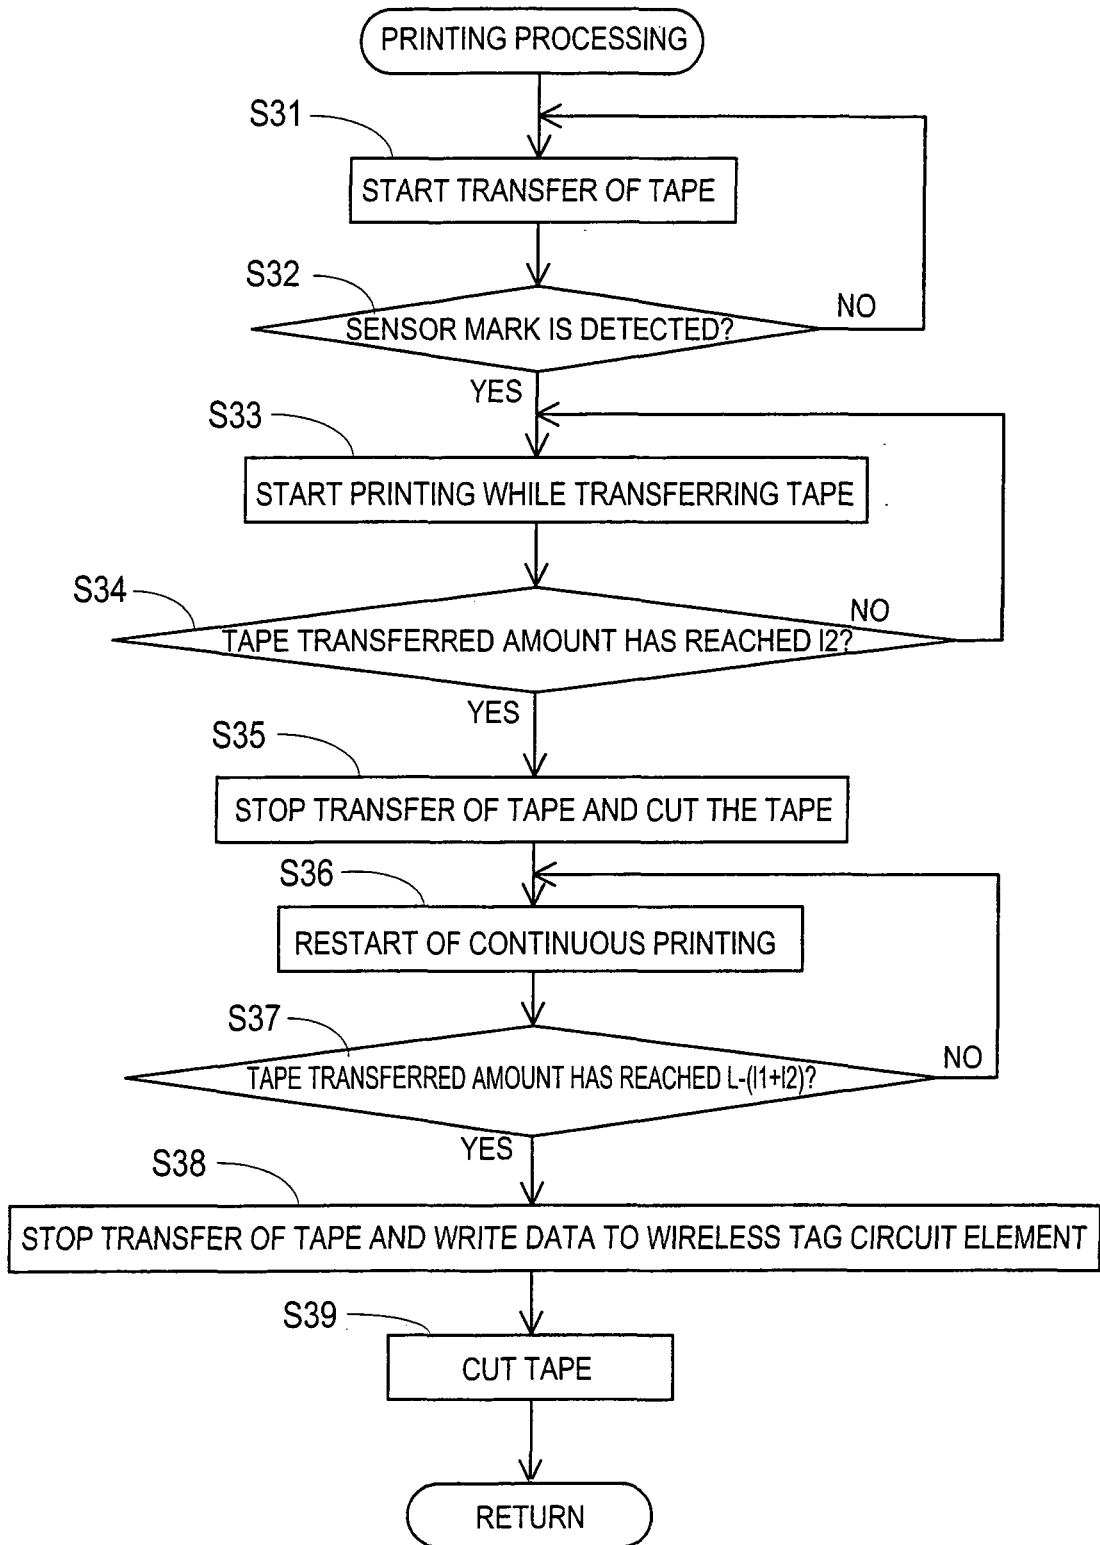 PRINTING PROCESSING
S31
START TRANSFER OF TAPE
S32
SENSOR MARK IS DETECTED?
NO
YES
S33
START PRINTING WHILE TRANSFERRING TAPE
S34
TAPE TRANSFERRED AMOUNT HAS REACHED l2?
NO
YES
S35
STOP TRANSFER OF TAPE AND CUT THE TAPE
S36
RESTART OF CONTINUOUS PRINTING
S37
TAPE TRANSFERRED AMOUNT HAS REACHED L-(l1+l2)?
NO
YES
S38
STOP TRANSFER OF TAPE AND WRITE DATA TO WIRELESS TAG CIRCUIT ELEMENT
S39
CUT TAPE
RETURN